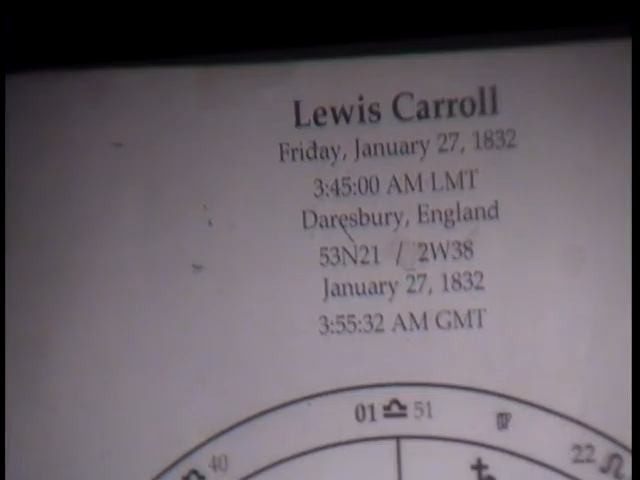 Lewis Carroll
Friday, January 27, 1832
3:45:00 AM LMT
Daresbury, England
53N21 / 2W38
January 27, 1832
3:55:32 AM GMT
01 ♎ 51
40
22 ♌